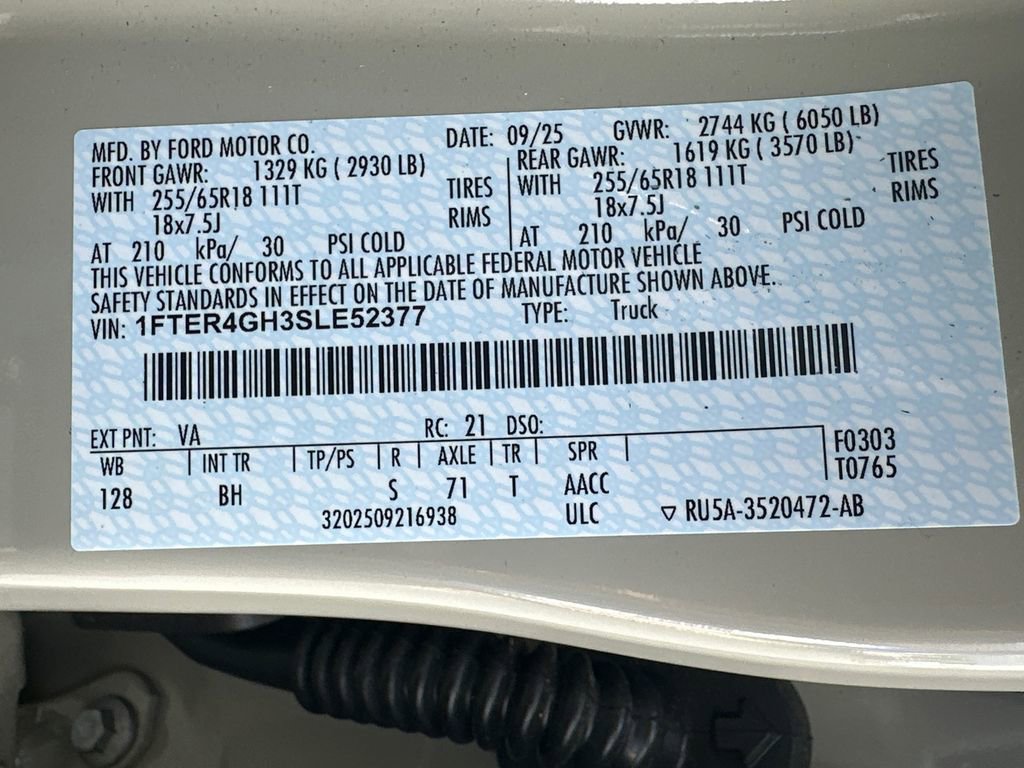 MFD. BY FORD MOTOR CO. DATE: 09/25 GVWR: 2744 KG ( 6050 LB)
FRONT GAWR: 1329 KG ( 2930 LB) REAR GAWR: 1619 KG ( 3570 LB)
WITH 255/65R18 111T TIRES WITH 255/65R18 111T TIRES
18x7.5J RIMS 18x7.5J RIMS
AT 210 kPa/ 30 PSI COLD AT 210 kPa/ 30 PSI COLD
THIS VEHICLE CONFORMS TO ALL APPLICABLE FEDERAL MOTOR VEHICLE
SAFETY STANDARDS IN EFFECT ON THE DATE OF MANUFACTURE SHOWN ABOVE.
VIN: 1FTER4GH3SLE52377 TYPE: Truck
EXT PNT: VA RC: 21 DSO:
WB INT TR TP/PS R AXLE TR SPR F0303
128 BH S 71 T AACC T0765
3202509216938 ULC ▽ RU5A-3520472-AB